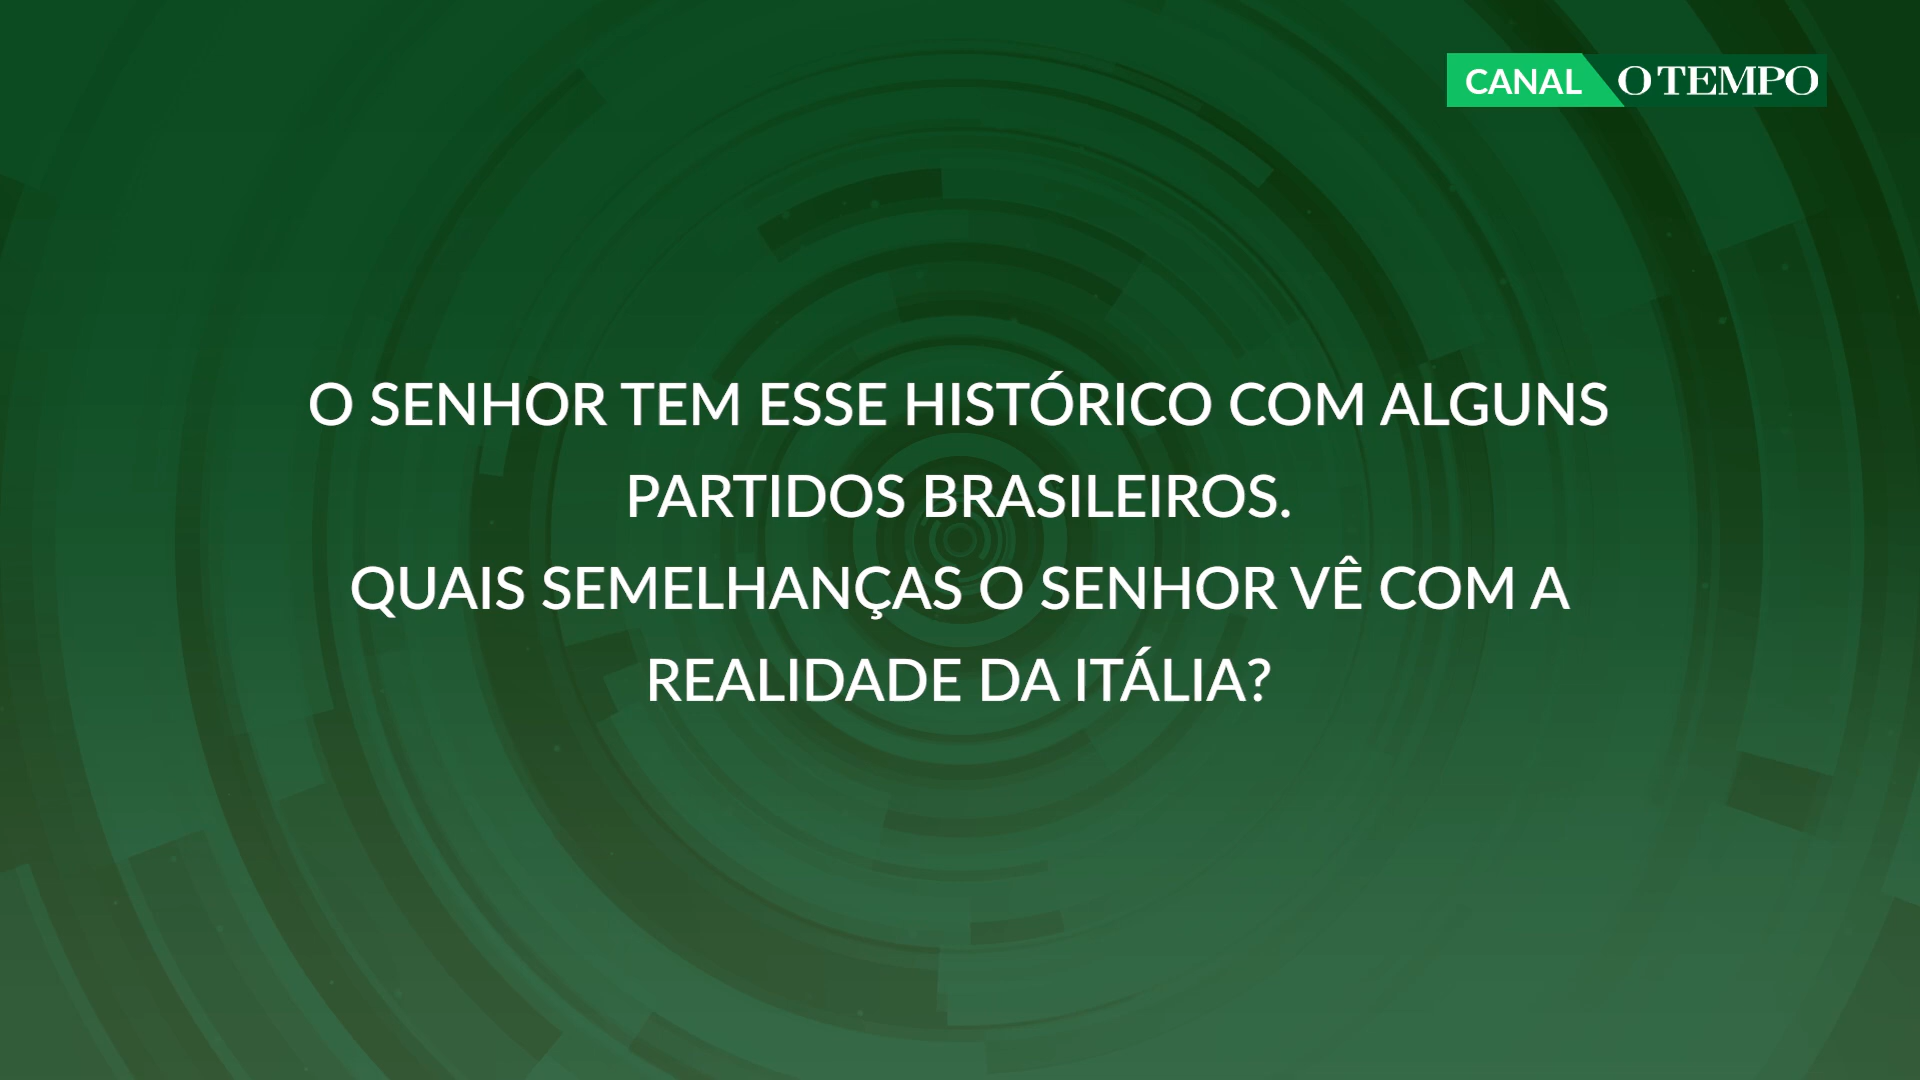 CANAL O TEMPO
O SENHOR TEM ESSE HISTÓRICO COM ALGUNS
PARTIDOS BRASILEIROS.
QUAIS SEMELHANÇAS O SENHOR VÊ COM A
REALIDADE DA ITÁLIA?